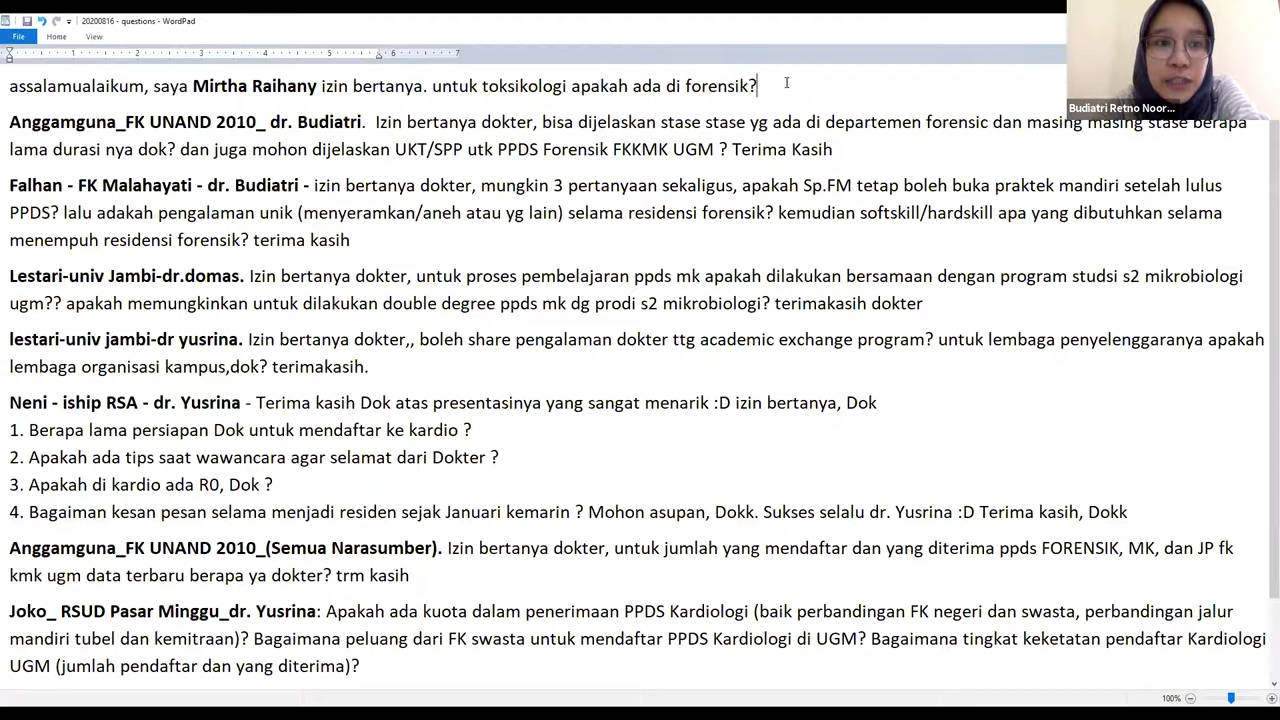 20200816 - questions - WordPad
File Home View
1 2 3 4 5 6 7
assalamualaikum, saya Mirtha Raihany izin bertanya. untuk toksikologi apakah ada di forensik?
Budiatri Retno Noor...
Anggamguna_FK UNAND 2010_ dr. Budiatri. Izin bertanya dokter, bisa dijelaskan stase stase yg ada di departemen forensic dan masing masing stase berapa
lama durasi nya dok? dan juga mohon dijelaskan UKT/SPP utk PPDS Forensik FKKMK UGM ? Terima Kasih
Falhan - FK Malahayati - dr. Budiatri - izin bertanya dokter, mungkin 3 pertanyaan sekaligus, apakah Sp.FM tetap boleh buka praktek mandiri setelah lulus
PPDS? lalu adakah pengalaman unik (menyeramkan/aneh atau yg lain) selama residensi forensik? kemudian softskill/hardskill apa yang dibutuhkan selama
menempuh residensi forensik? terima kasih
Lestari-univ Jambi-dr.domas. Izin bertanya dokter, untuk proses pembelajaran ppds mk apakah dilakukan bersamaan dengan program studsi s2 mikrobiologi
ugm?? apakah memungkinkan untuk dilakukan double degree ppds mk dg prodi s2 mikrobiologi? terimakasih dokter
lestari-univ jambi-dr yusrina. Izin bertanya dokter,, boleh share pengalaman dokter ttg academic exchange program? untuk lembaga penyelenggaranya apakah
lembaga organisasi kampus,dok? terimakasih.
Neni - iship RSA - dr. Yusrina - Terima kasih Dok atas presentasinya yang sangat menarik :D izin bertanya, Dok
1. Berapa lama persiapan Dok untuk mendaftar ke kardio ?
2. Apakah ada tips saat wawancara agar selamat dari Dokter ?
3. Apakah di kardio ada R0, Dok ?
4. Bagaiman kesan pesan selama menjadi residen sejak Januari kemarin ? Mohon asupan, Dokk. Sukses selalu dr. Yusrina :D Terima kasih, Dokk
Anggamguna_FK UNAND 2010_(Semua Narasumber). Izin bertanya dokter, untuk jumlah yang mendaftar dan yang diterima ppds FORENSIK, MK, dan JP fk
kmk ugm data terbaru berapa ya dokter? trm kasih
Joko_ RSUD Pasar Minggu_dr. Yusrina: Apakah ada kuota dalam penerimaan PPDS Kardiologi (baik perbandingan FK negeri dan swasta, perbandingan jalur
mandiri tubel dan kemitraan)? Bagaimana peluang dari FK swasta untuk mendaftar PPDS Kardiologi di UGM? Bagaimana tingkat keketatan pendaftar Kardiologi
UGM (jumlah pendaftar dan yang diterima)?
100%